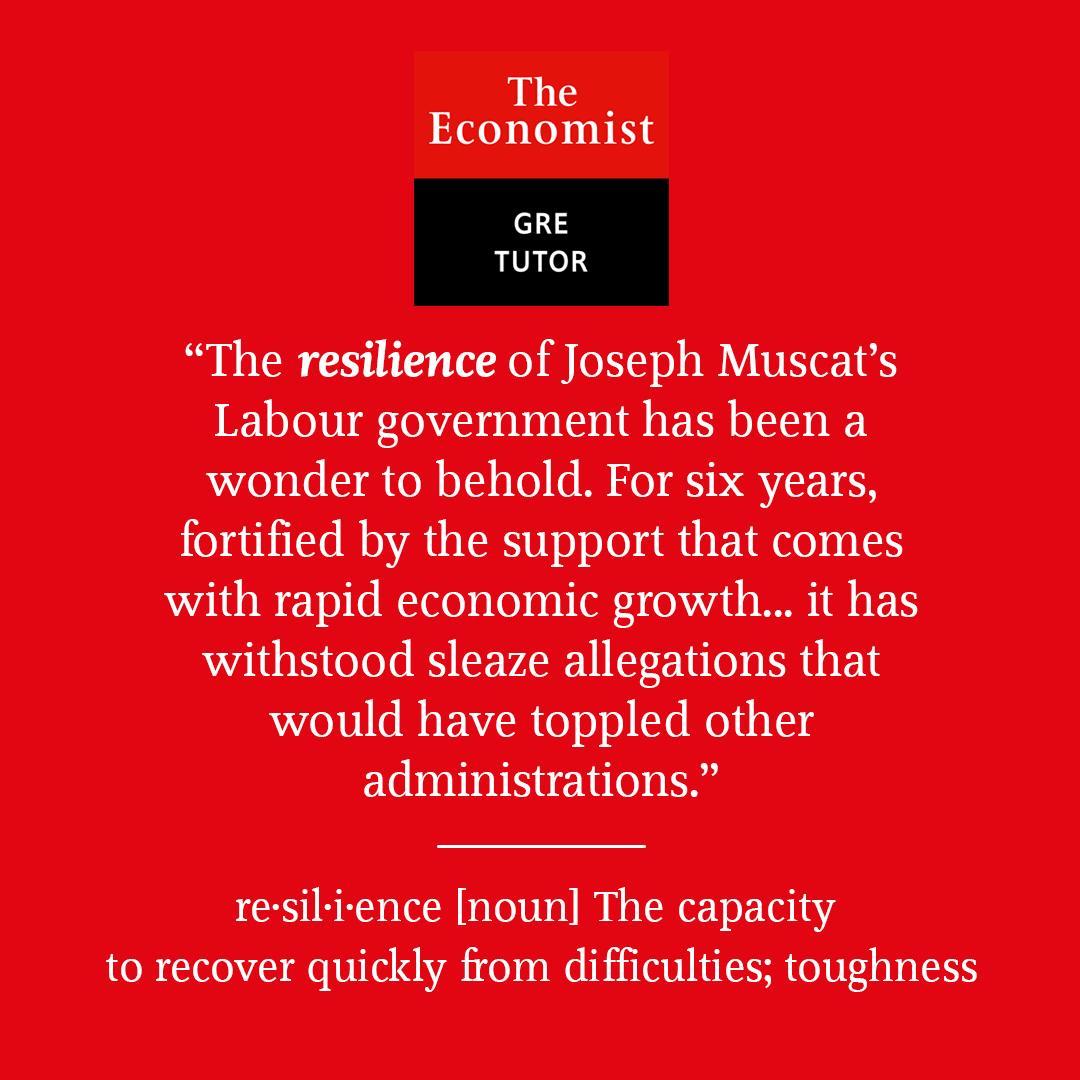 The
Economist
GRE
TUTOR
“The resilience of Joseph Muscat’s
Labour government has been a
wonder to behold. For six years,
fortified by the support that comes
with rapid economic growth... it has
withstood sleaze allegations that
would have toppled other
administrations.”
re·sil·i·ence [noun] The capacity
to recover quickly from difficulties; toughness